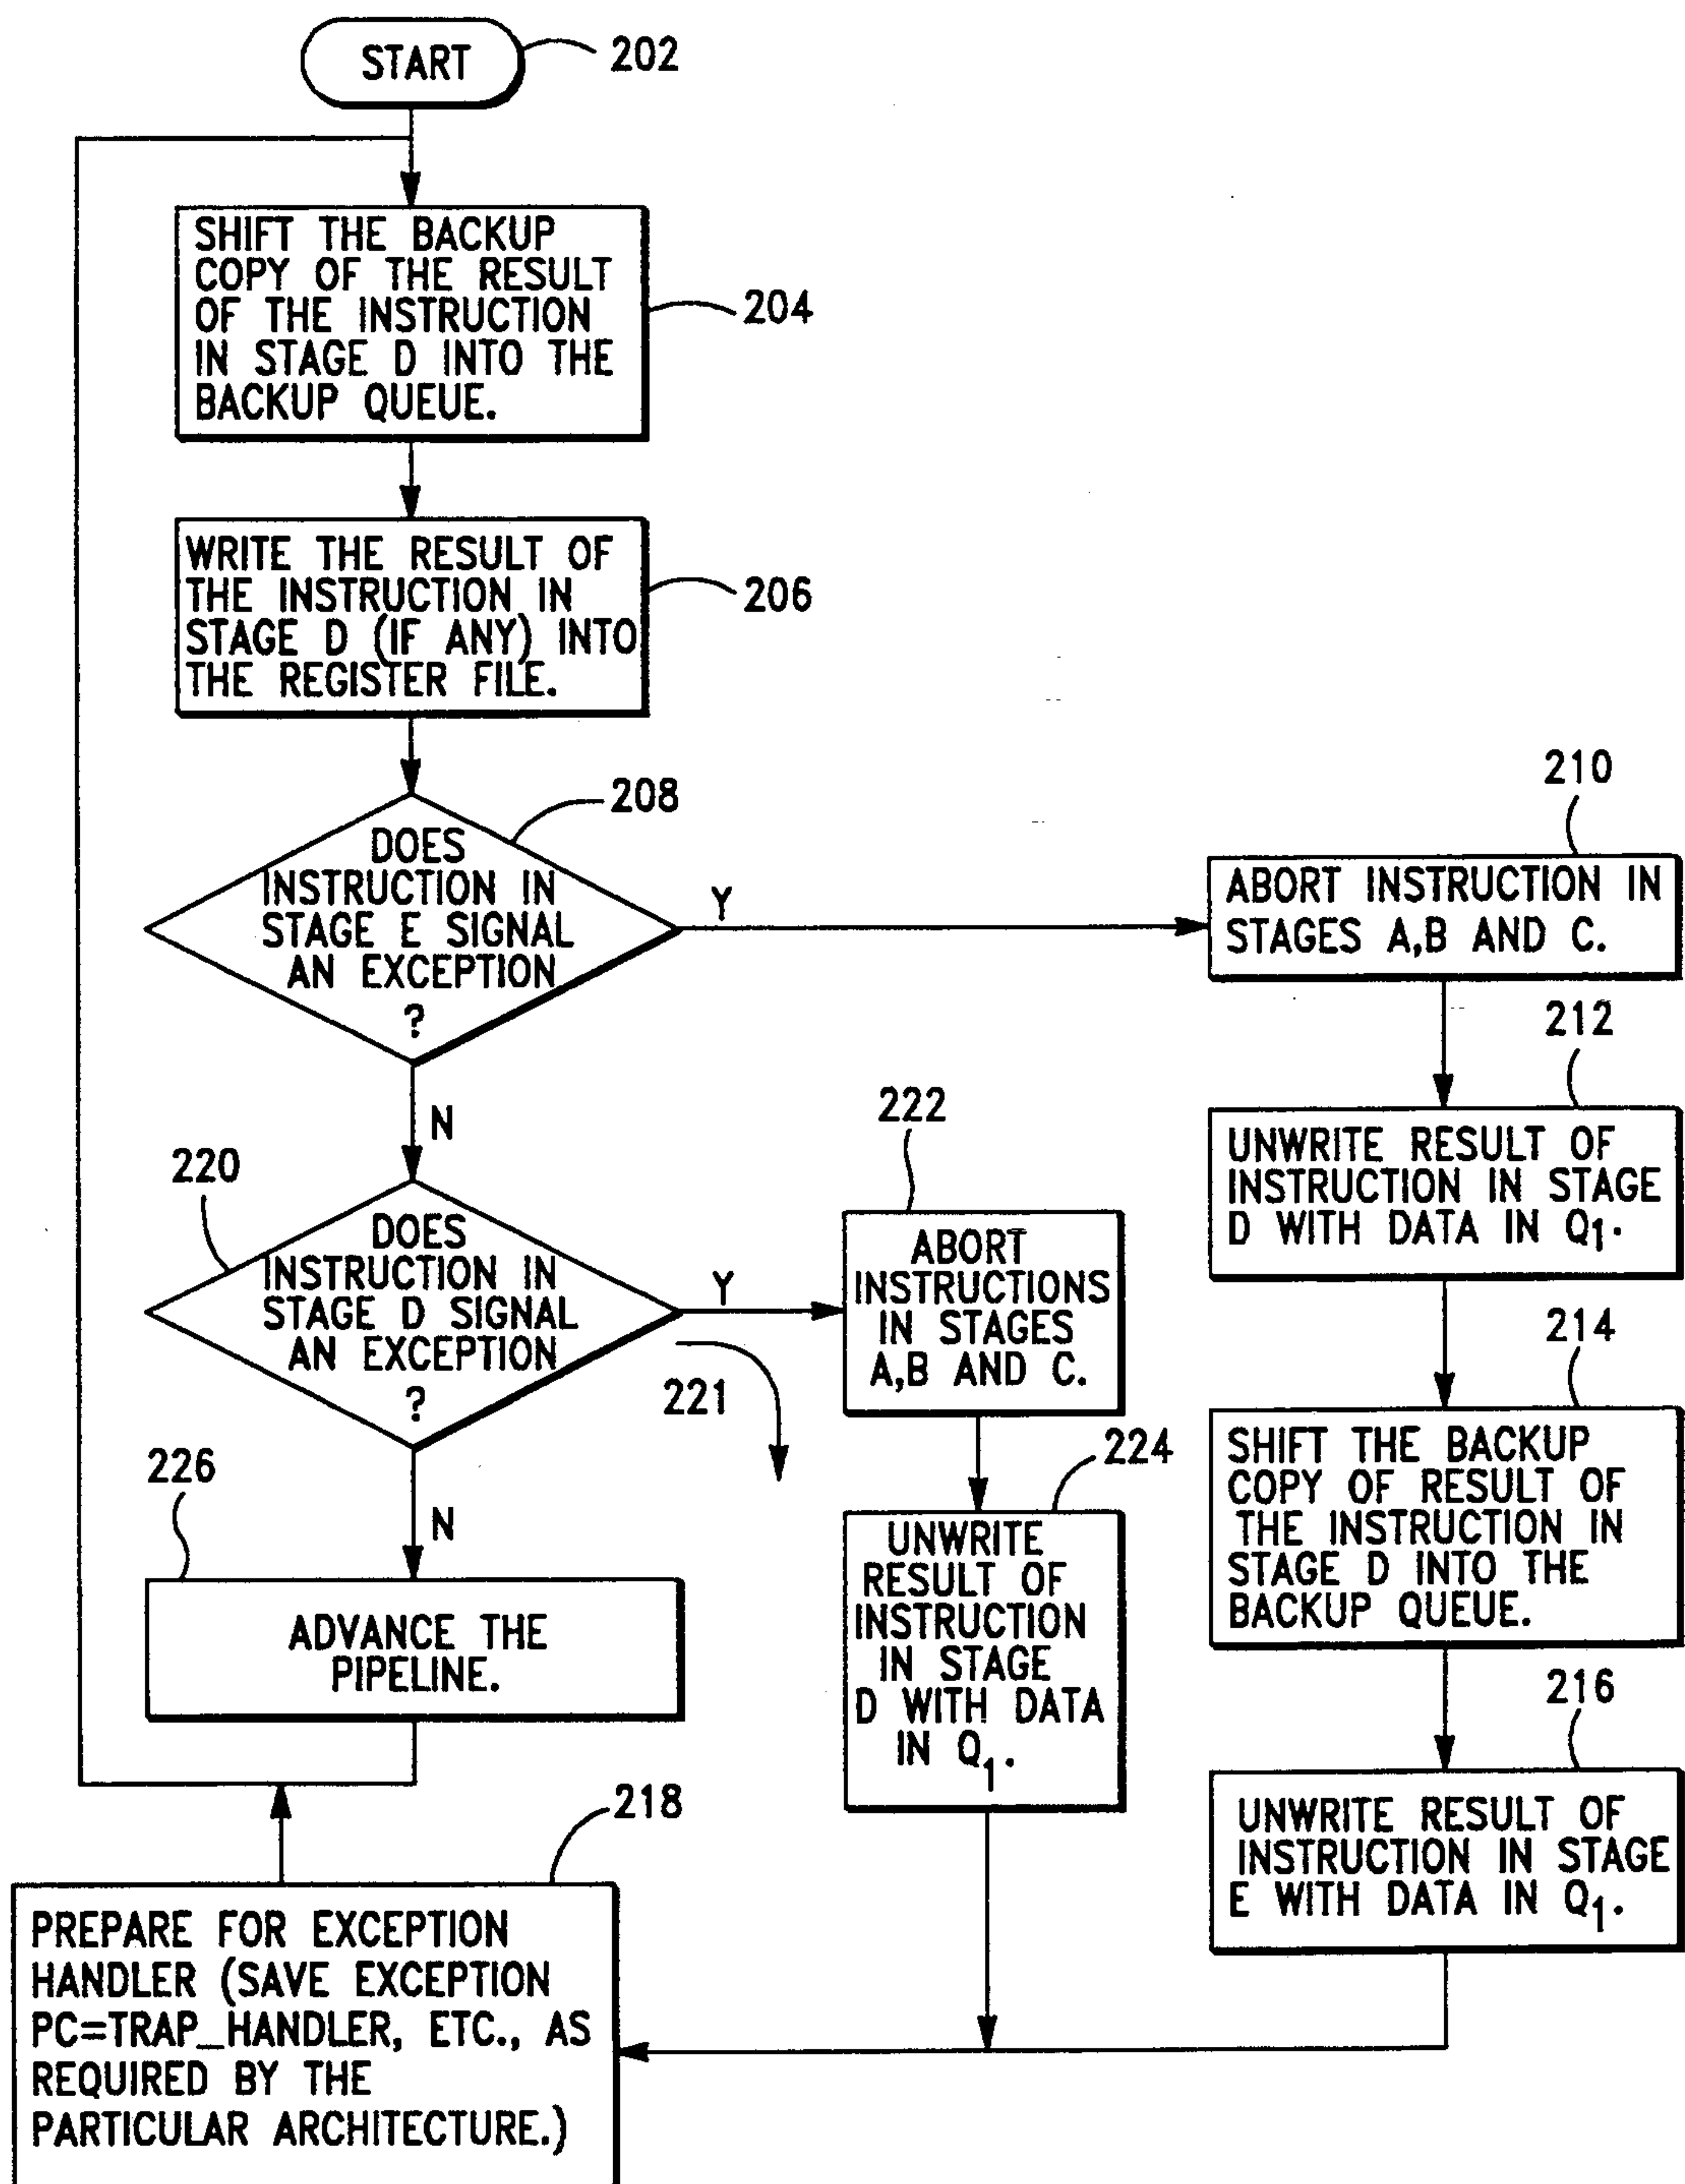 START
202
SHIFT THE BACKUP
COPY OF THE RESULT
OF THE INSTRUCTION
IN STAGE D INTO THE
BACKUP QUEUE.
204
WRITE THE RESULT OF
THE INSTRUCTION IN
STAGE D (IF ANY) INTO
THE REGISTER FILE.
206
DOES
INSTRUCTION IN
STAGE E SIGNAL
AN EXCEPTION
?
208
Y
N
210
ABORT INSTRUCTION IN
STAGES A,B AND C.
212
UNWRITE RESULT OF
INSTRUCTION IN STAGE
D WITH DATA IN Q1.
214
SHIFT THE BACKUP
COPY OF RESULT OF
THE INSTRUCTION IN
STAGE D INTO THE
BACKUP QUEUE.
216
UNWRITE RESULT OF
INSTRUCTION IN STAGE
E WITH DATA IN Q1.
220
DOES
INSTRUCTION IN
STAGE D SIGNAL
AN EXCEPTION
?
Y
221
N
222
ABORT
INSTRUCTIONS
IN STAGES
A,B AND C.
224
UNWRITE
RESULT OF
INSTRUCTION
IN STAGE
D WITH DATA
IN Q1.
226
ADVANCE THE
PIPELINE.
218
PREPARE FOR EXCEPTION
HANDLER (SAVE EXCEPTION
PC=TRAP_HANDLER, ETC., AS
REQUIRED BY THE
PARTICULAR ARCHITECTURE.)